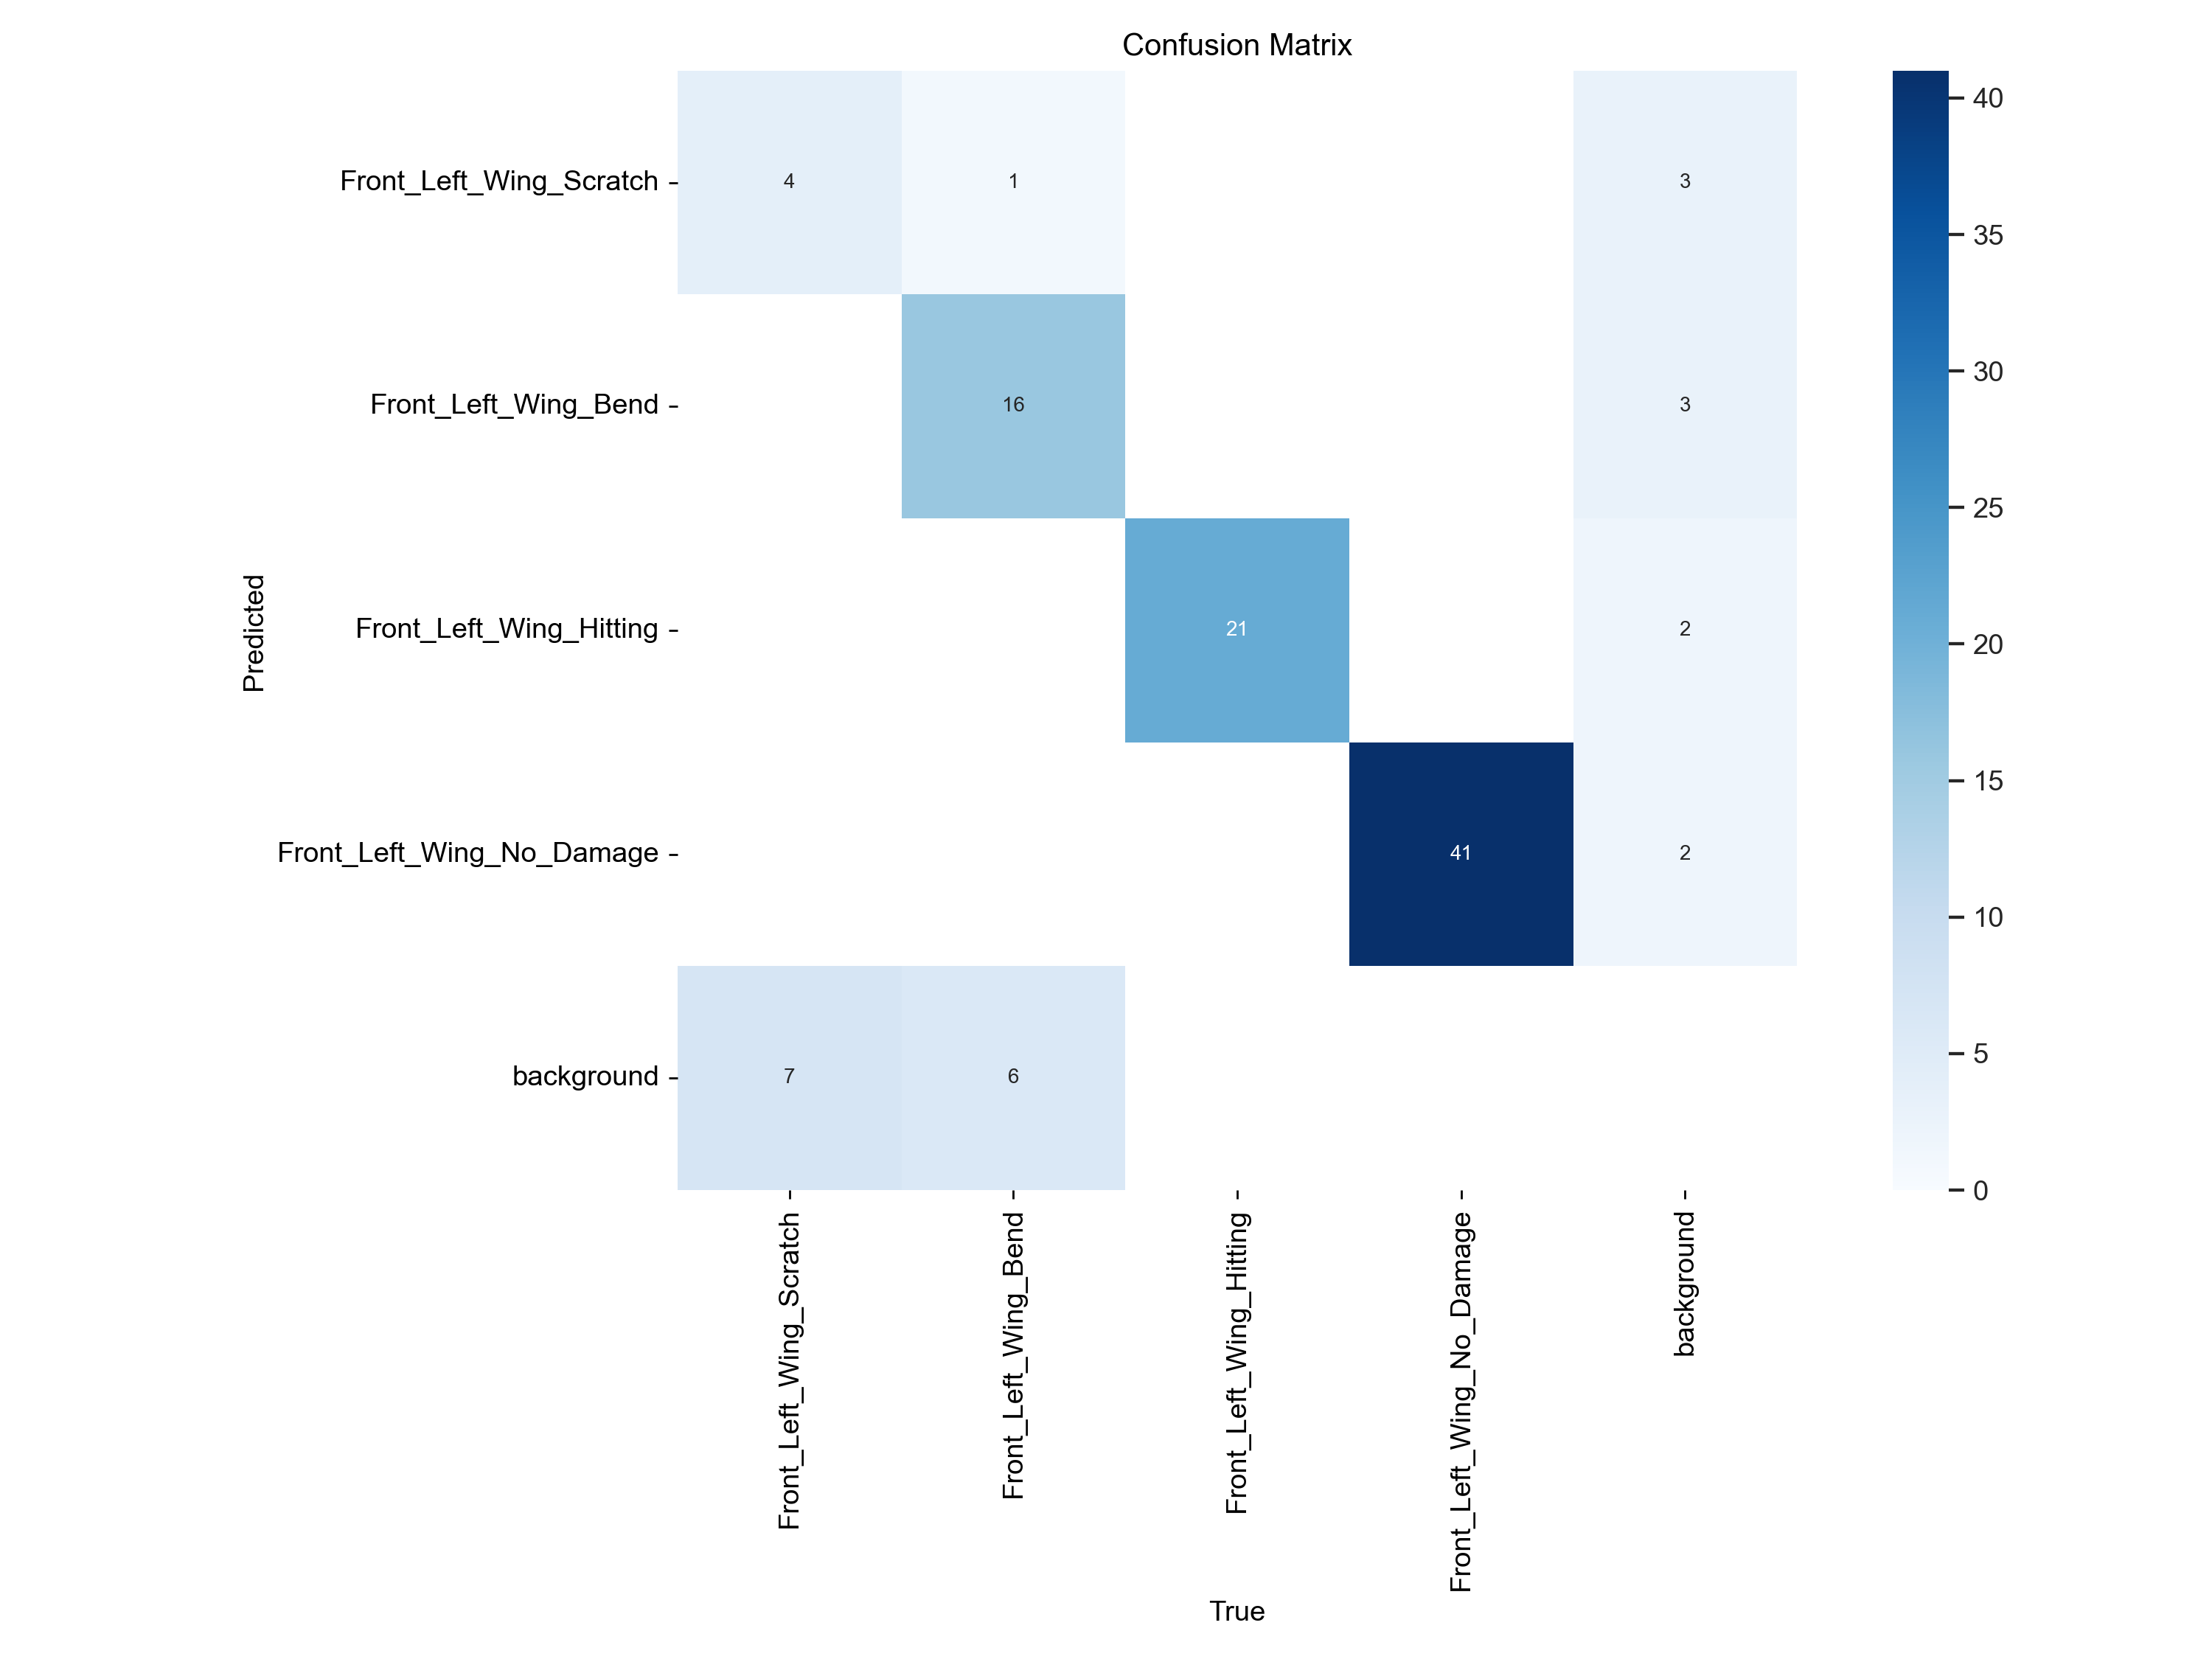 Confusion Matrix
Predicted
Front_Left_Wing_Scratch
4 1 3
Front_Left_Wing_Bend
16 3
Front_Left_Wing_Hitting
21 2
Front_Left_Wing_No_Damage
41 2
background
7 6
Front_Left_Wing_Scratch
Front_Left_Wing_Bend
Front_Left_Wing_Hitting
Front_Left_Wing_No_Damage
background
True
40
35
30
25
20
15
10
5
0